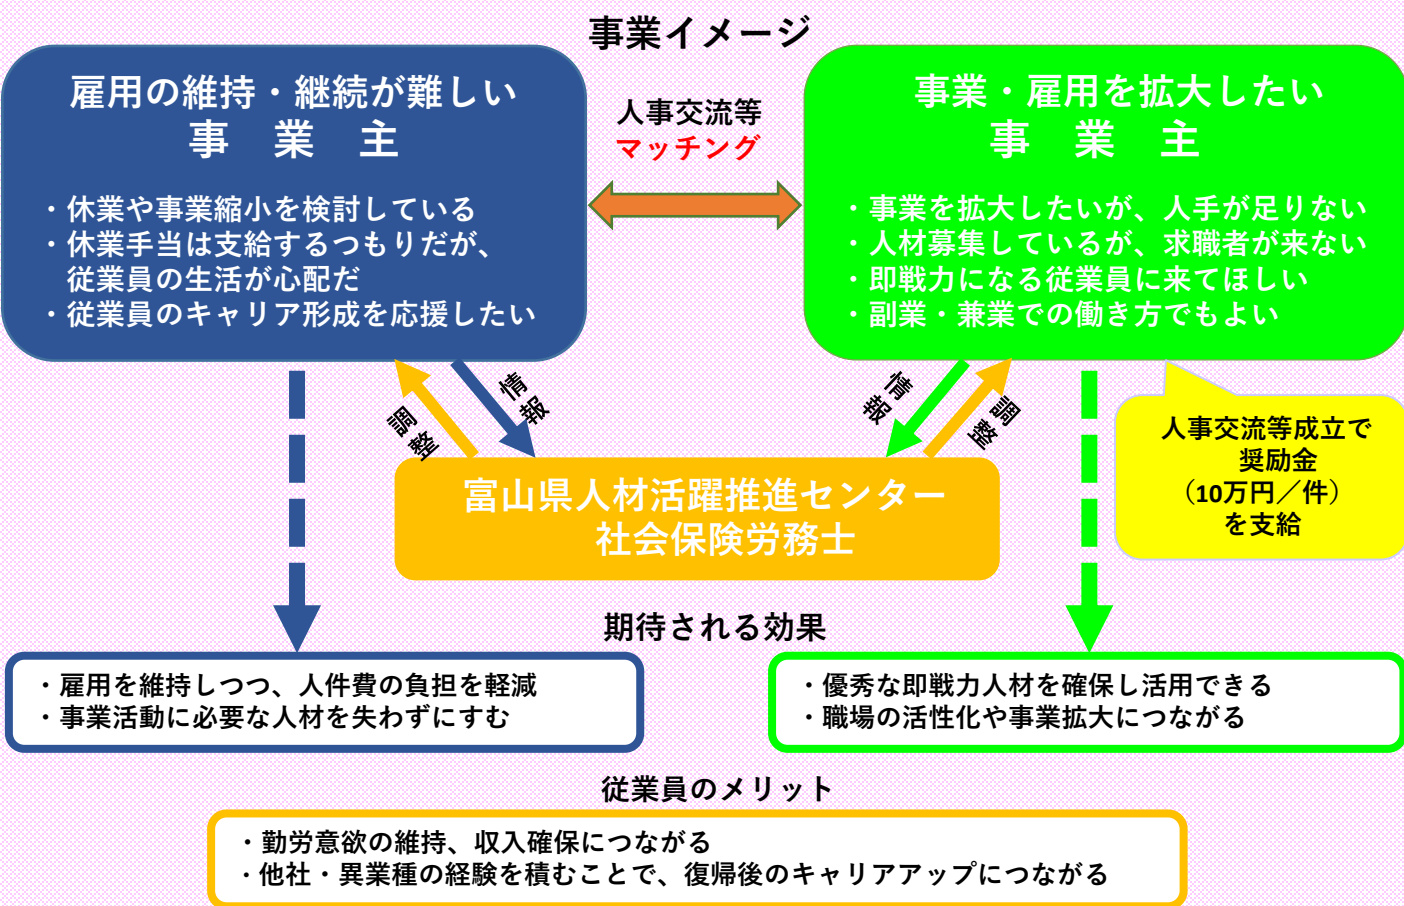 事業イメージ
雇用の維持・継続が難しい
事　業　主
・休業や事業縮小を検討している
・休業手当は支給するつもりだが、
従業員の生活が心配だ
・従業員のキャリア形成を応援したい
人事交流等
マッチング
事業・雇用を拡大したい
事　業　主
・事業を拡大したいが、人手が足りない
・人材募集しているが、求職者が来ない
・即戦力になる従業員に来てほしい
・副業・兼業での働き方でもよい
調整
情報
情報
調整
人事交流等成立で
奨励金
（10万円／件）
を支給
富山県人材活躍推進センター
社会保険労務士
期待される効果
・雇用を維持しつつ、人件費の負担を軽減
・事業活動に必要な人材を失わずにすむ
・優秀な即戦力人材を確保し活用できる
・職場の活性化や事業拡大につながる
従業員のメリット
・勤労意欲の維持、収入確保につながる
・他社・異業種の経験を積むことで、復帰後のキャリアアップにつながる